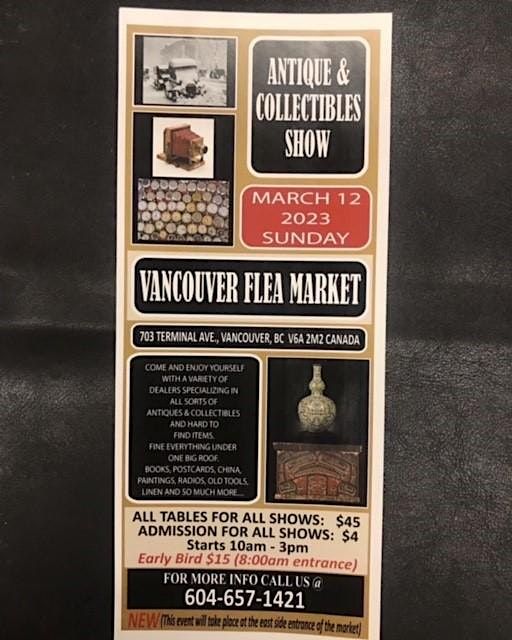 ANTIQUE &
COLLECTIBLES
SHOW
MARCH 12
2023
SUNDAY
VANCOUVER FLEA MARKET
703 TERMINAL AVE., VANCOUVER, BC V6A 2M2 CANADA
COME AND ENJOY YOURSELF
WITH A VARIETY OF
DEALERS SPECIALIZING IN
ALL SORTS OF
ANTIQUES & COLLECTIBLES
AND HARD TO
FIND ITEMS.
FINE EVERYTHING UNDER
ONE BIG ROOF.
BOOKS, POSTCARDS, CHINA,
PAINTINGS, RADIOS, OLD TOOLS,
LINEN AND SO MUCH MORE....
ALL TABLES FOR ALL SHOWS: $45
ADMISSION FOR ALL SHOWS: $4
Starts 10am - 3pm
Early Bird $15 (8:00am entrance)
FOR MORE INFO CALL US @
604-657-1421
NEW (This event will take place at the east side entrance of the market)